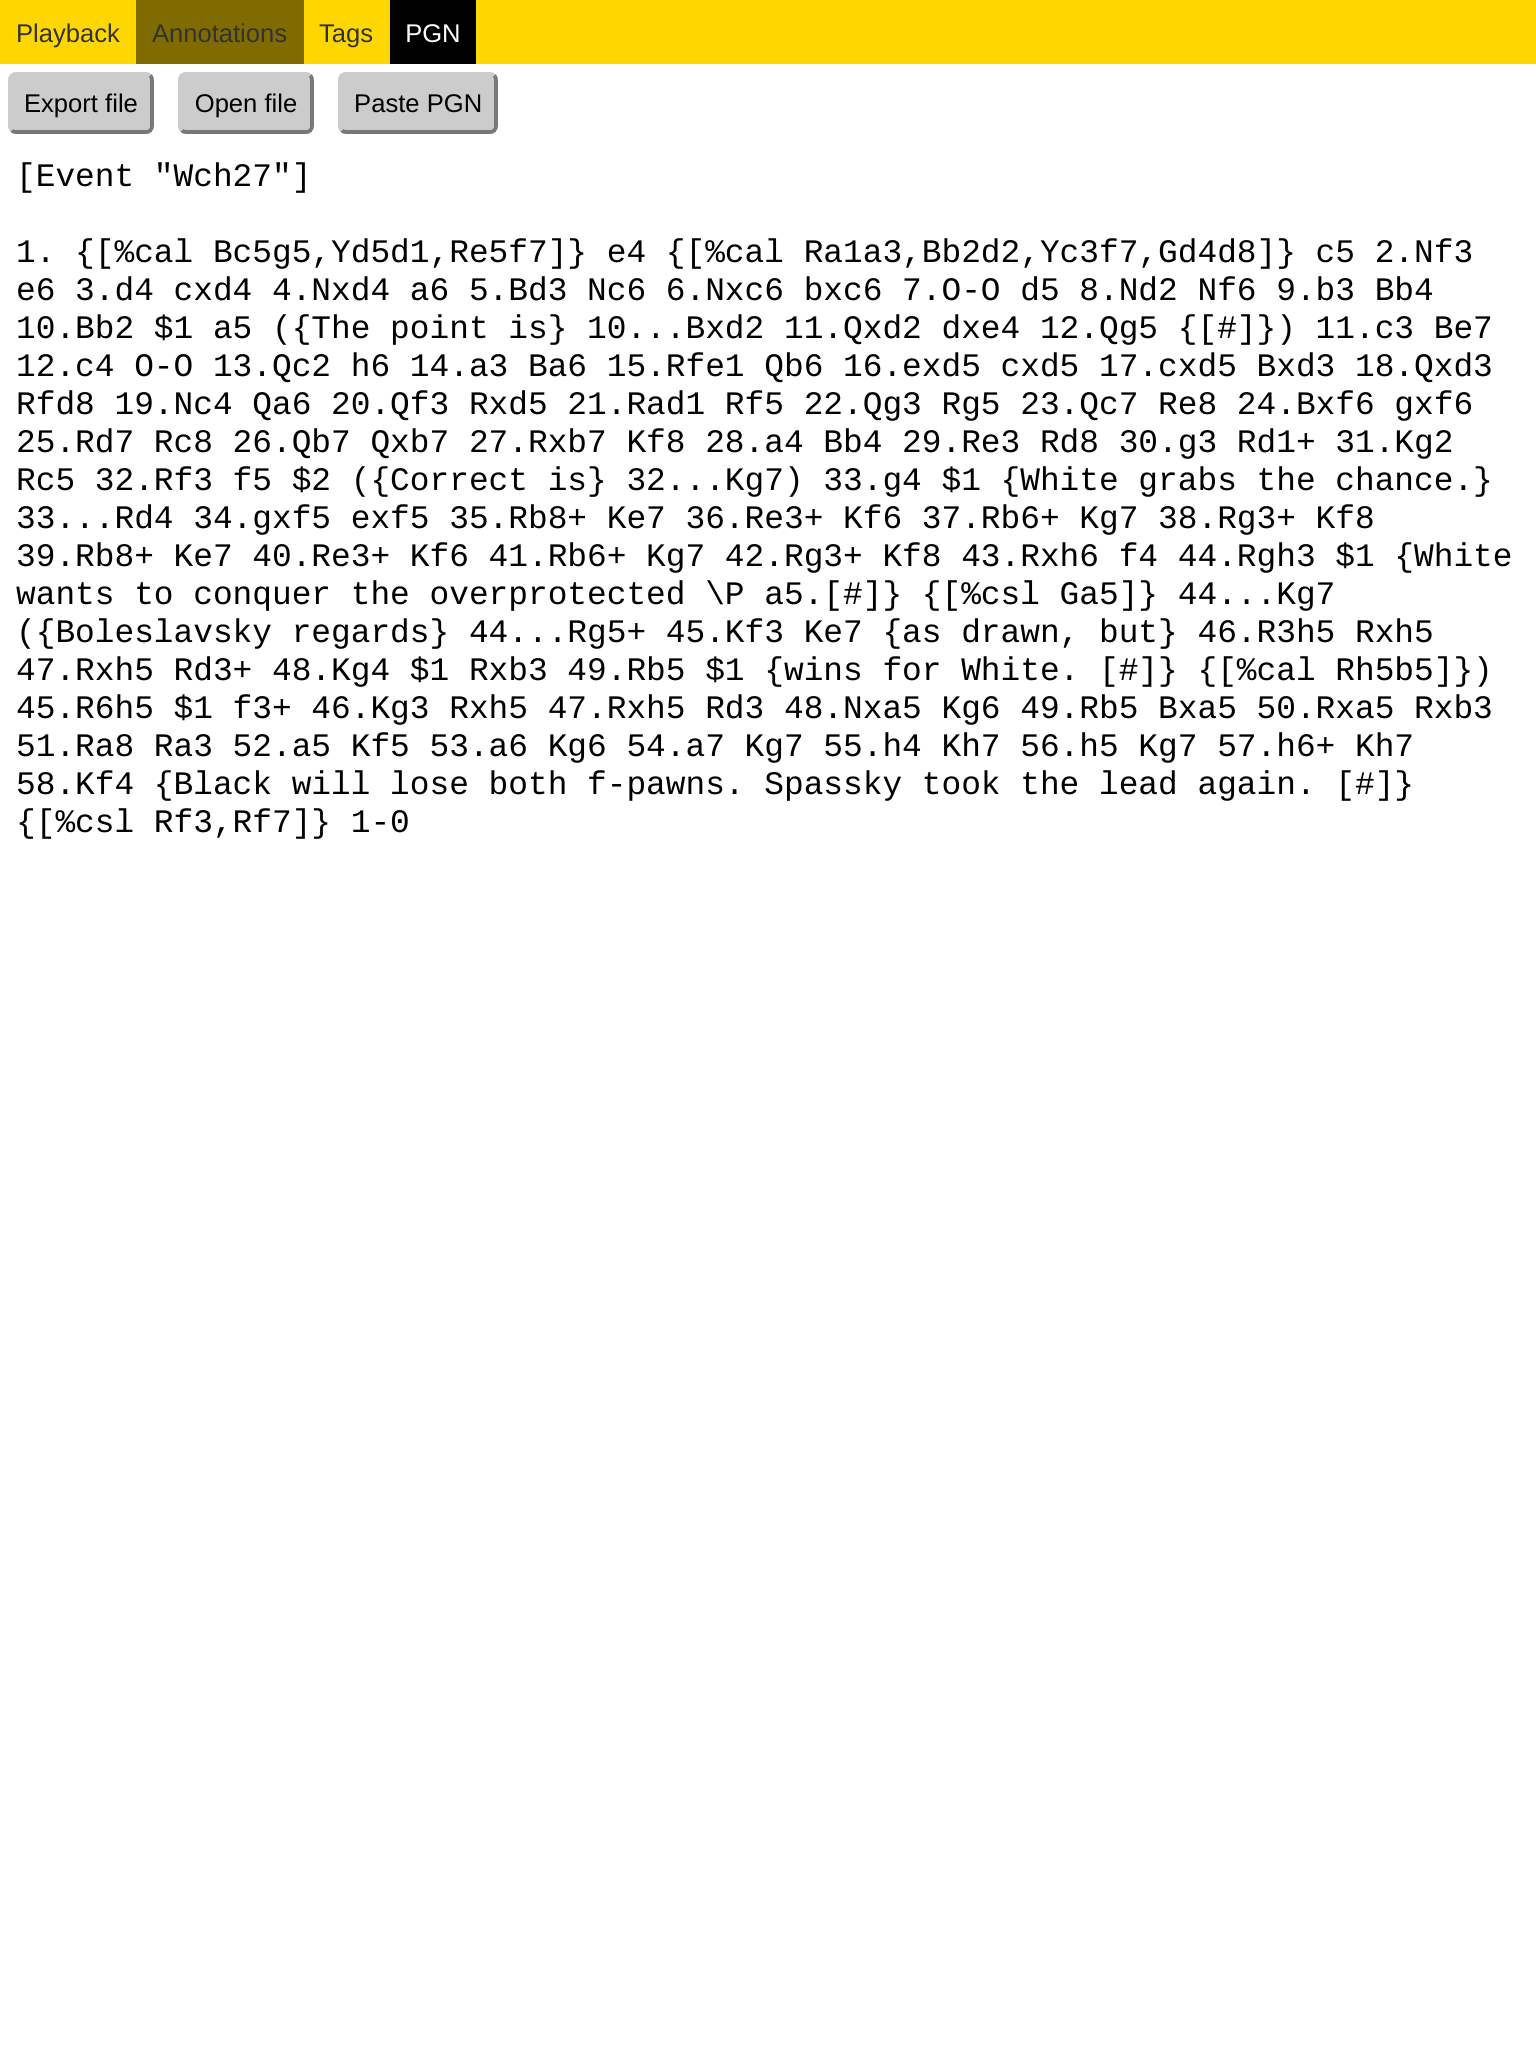 Playback Annotations Tags PGN
Export file Open file Paste PGN
[Event "Wch27"]
1. {[%cal Bc5g5,Yd5d1,Re5f7]} e4 {[%cal Ra1a3,Bb2d2,Yc3f7,Gd4d8]} c5 2.Nf3
e6 3.d4 cxd4 4.Nxd4 a6 5.Bd3 Nc6 6.Nxc6 bxc6 7.O-O d5 8.Nd2 Nf6 9.b3 Bb4
10.Bb2 $1 a5 ({The point is} 10...Bxd2 11.Qxd2 dxe4 12.Qg5 {[#]}) 11.c3 Be7
12.c4 O-O 13.Qc2 h6 14.a3 Ba6 15.Rfe1 Qb6 16.exd5 cxd5 17.cxd5 Bxd3 18.Qxd3
Rfd8 19.Nc4 Qa6 20.Qf3 Rxd5 21.Rad1 Rf5 22.Qg3 Rg5 23.Qc7 Re8 24.Bxf6 gxf6
25.Rd7 Rc8 26.Qb7 Qxb7 27.Rxb7 Kf8 28.a4 Bb4 29.Re3 Rd8 30.g3 Rd1+ 31.Kg2
Rc5 32.Rf3 f5 $2 ({Correct is} 32...Kg7) 33.g4 $1 {White grabs the chance.}
33...Rd4 34.gxf5 exf5 35.Rb8+ Ke7 36.Re3+ Kf6 37.Rb6+ Kg7 38.Rg3+ Kf8
39.Rb8+ Ke7 40.Re3+ Kf6 41.Rb6+ Kg7 42.Rg3+ Kf8 43.Rxh6 f4 44.Rgh3 $1 {White
wants to conquer the overprotected \P a5.[#]} {[%csl Ga5]} 44...Kg7
({Boleslavsky regards} 44...Rg5+ 45.Kf3 Ke7 {as drawn, but} 46.R3h5 Rxh5
47.Rxh5 Rd3+ 48.Kg4 $1 Rxb3 49.Rb5 $1 {wins for White. [#]} {[%cal Rh5b5]})
45.R6h5 $1 f3+ 46.Kg3 Rxh5 47.Rxh5 Rd3 48.Nxa5 Kg6 49.Rb5 Bxa5 50.Rxa5 Rxb3
51.Ra8 Ra3 52.a5 Kf5 53.a6 Kg6 54.a7 Kg7 55.h4 Kh7 56.h5 Kg7 57.h6+ Kh7
58.Kf4 {Black will lose both f-pawns. Spassky took the lead again. [#]}
{[%csl Rf3,Rf7]} 1-0